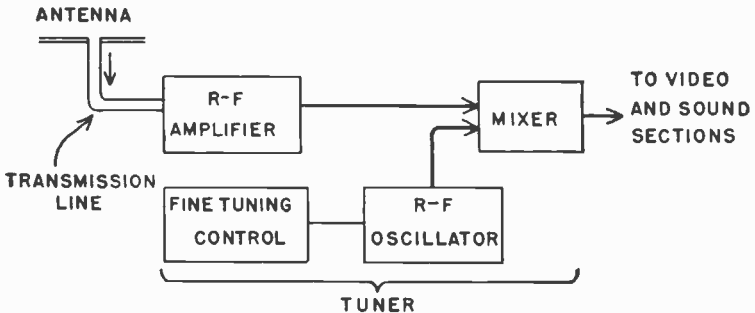 ANTENNA
R-F
AMPLIFIER
MIXER
TO VIDEO
AND SOUND
SECTIONS
TRANSMISSION
LINE
FINE TUNING
CONTROL
R-F
OSCILLATOR
TUNER